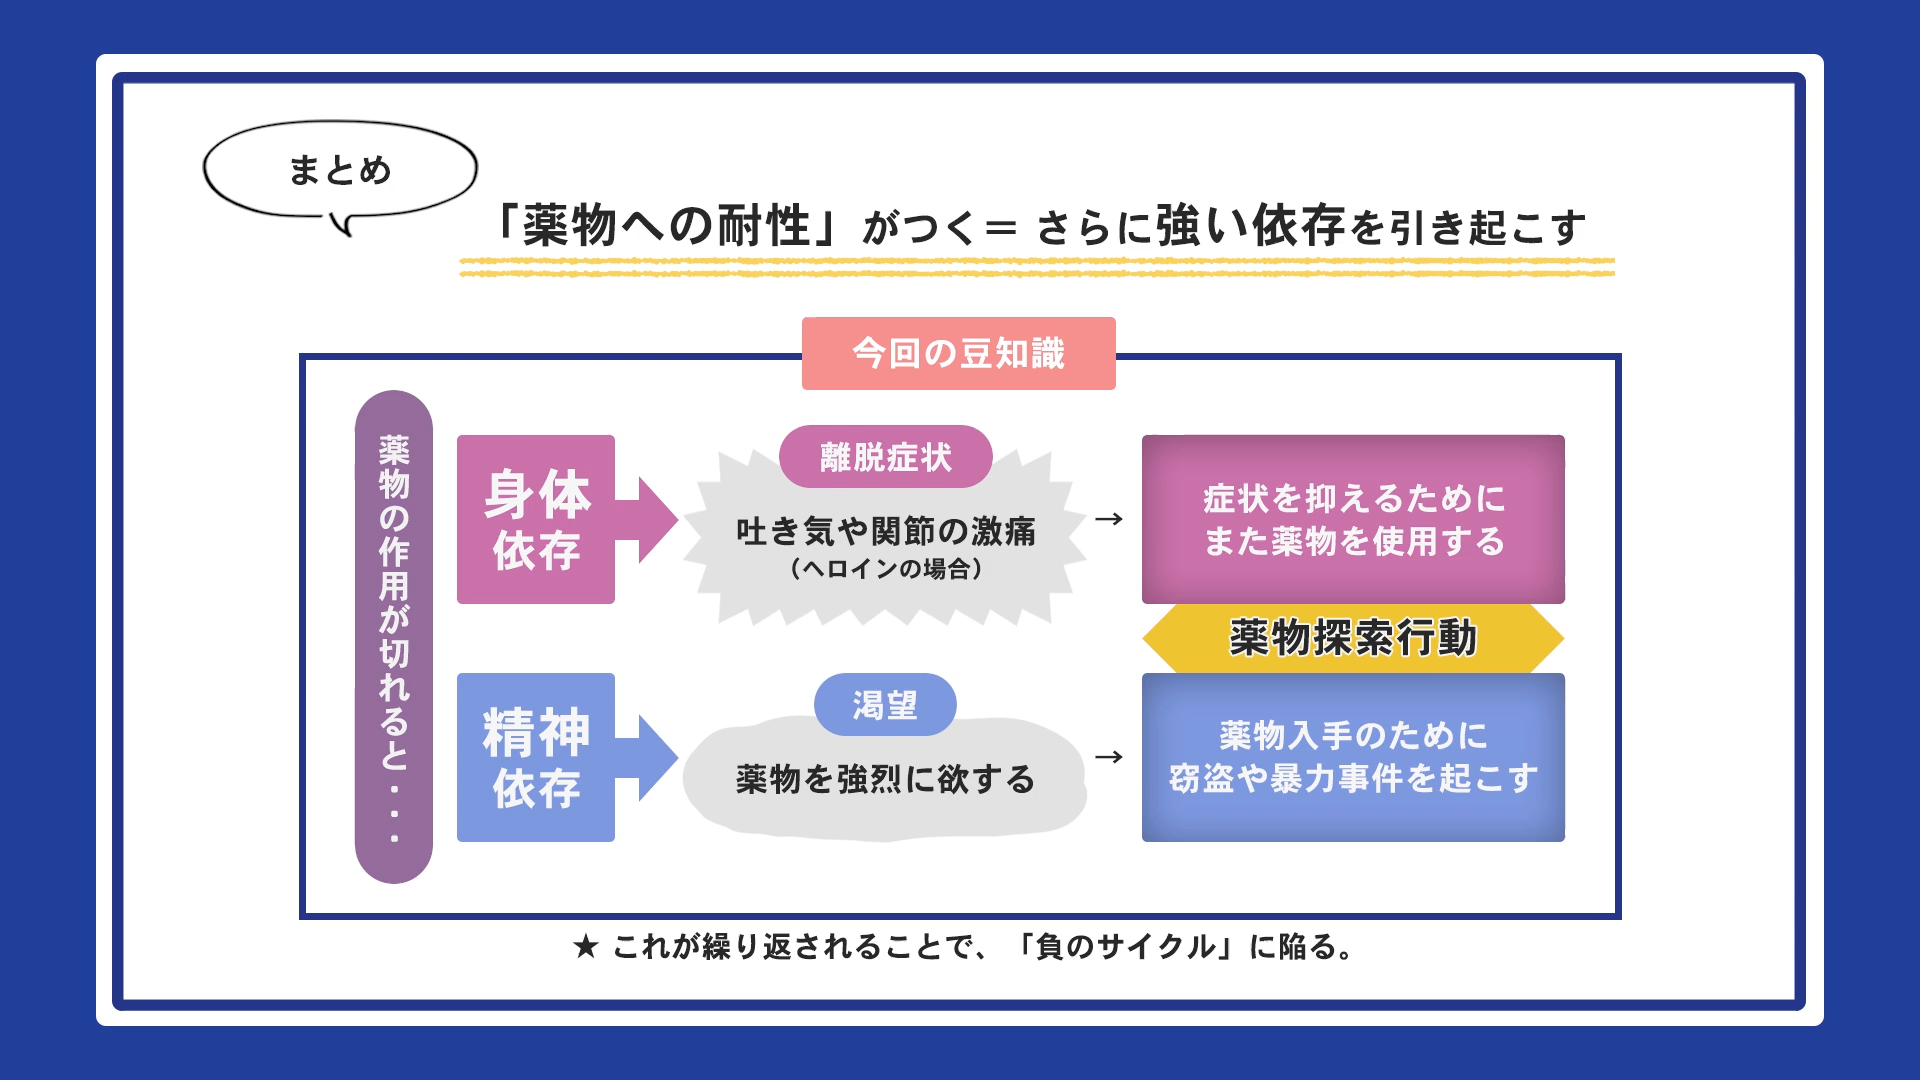 まとめ
「薬物への耐性」がつく＝ さらに強い依存を引き起こす
今回の豆知識
薬物の作用が切れると・・・
身体
依存
離脱症状
吐き気や関節の激痛
（ヘロインの場合）
→
症状を抑えるために
また薬物を使用する
薬物探索行動
精神
依存
渇望
薬物を強烈に欲する
→
薬物入手のために
窃盗や暴力事件を起こす
★ これが繰り返されることで、「負のサイクル」に陥る。